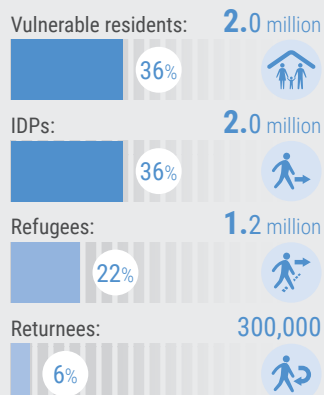 Vulnerable residents: 2.0 million
36%
IDPs: 2.0 million
36%
Refugees: 1.2 million
22%
Returnees: 300,000
6%